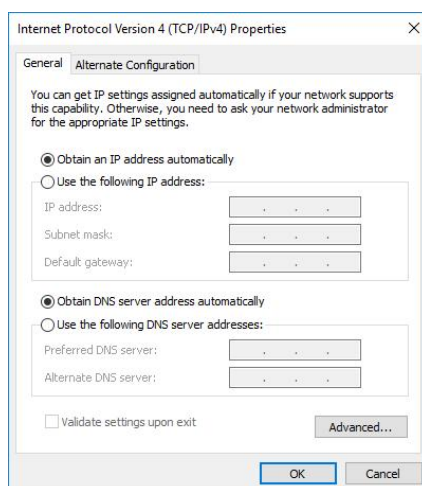 Internet Protocol Version 4 (TCP/IPv4) Properties
General
Alternate Configuration
You can get IP settings assigned automatically if your network supports
this capability. Otherwise, you need to ask your network administrator
for the appropriate IP settings.
Obtain an IP address automatically
Use the following IP address:
IP address:
Subnet mask:
Default gateway:
Obtain DNS server address automatically
Use the following DNS server addresses:
Preferred DNS server:
Alternate DNS server:
Validate settings upon exit
Advanced...
OK
Cancel